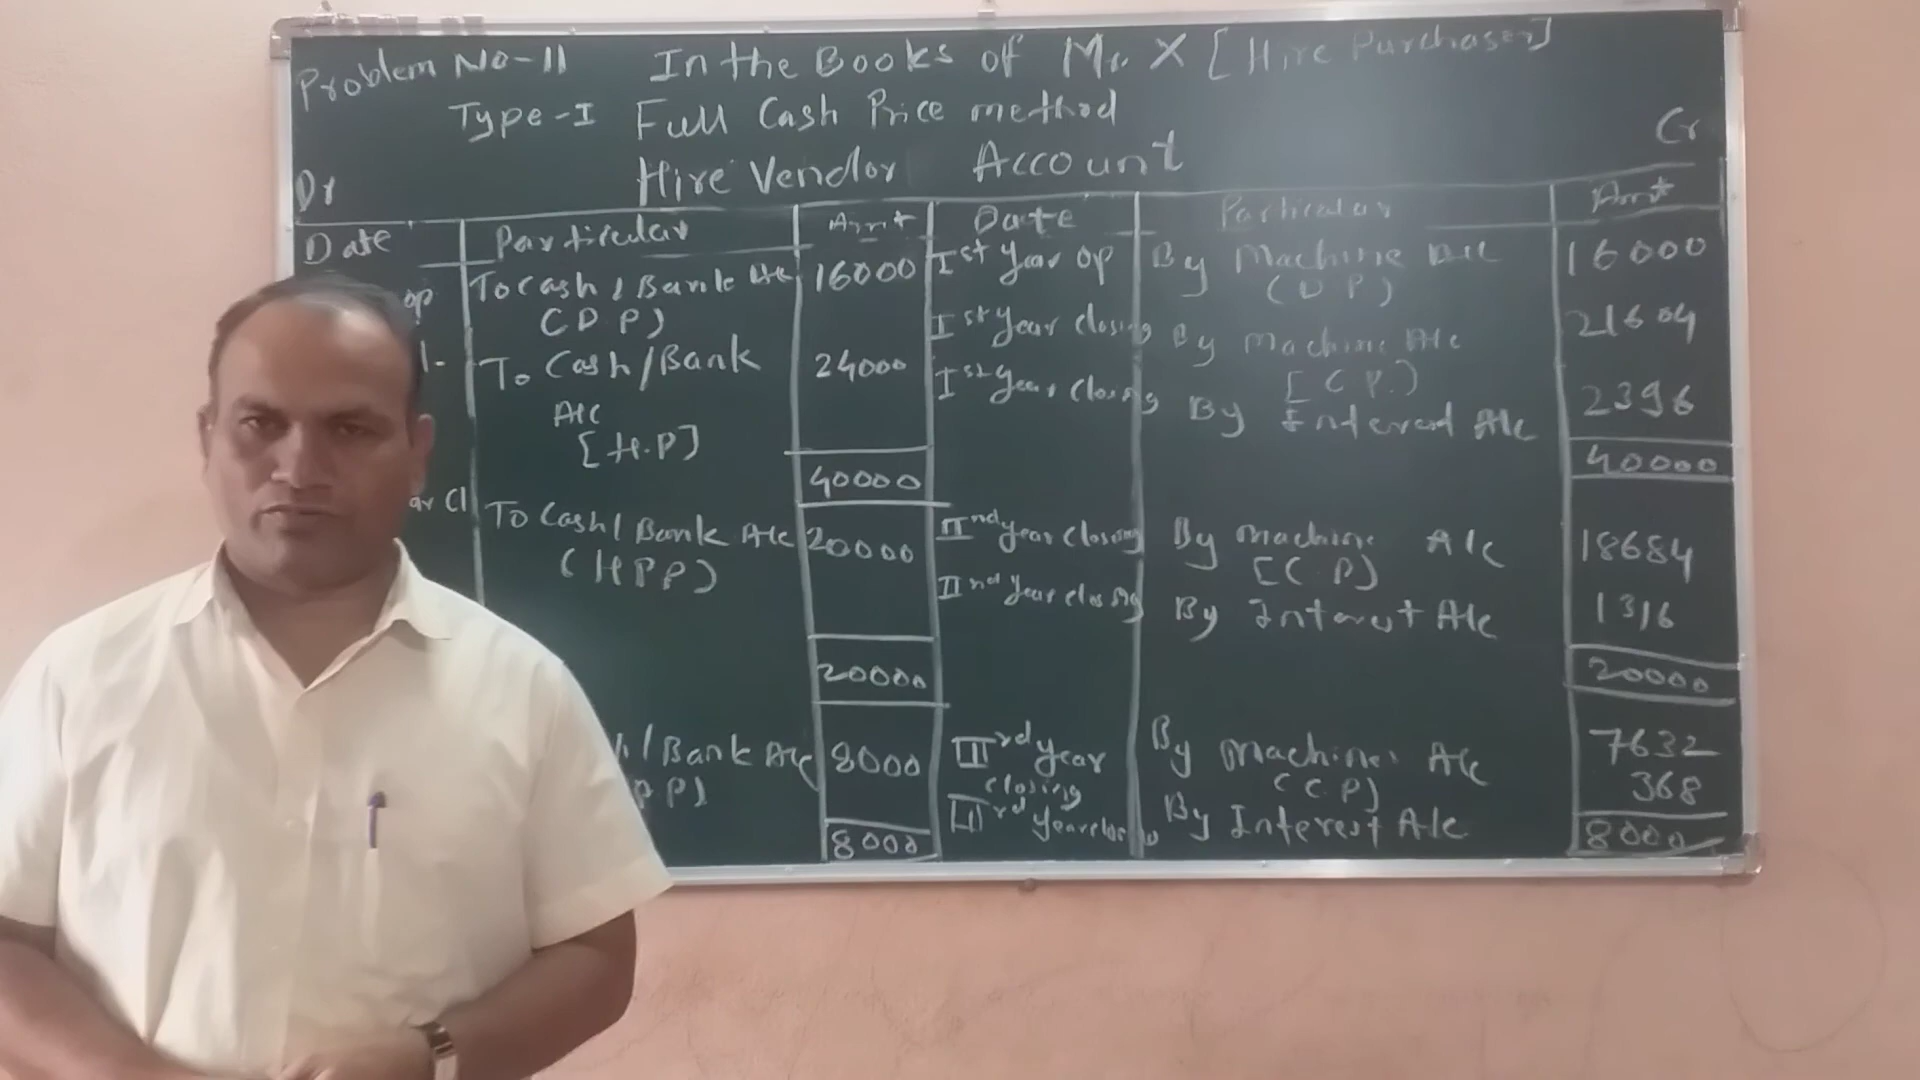 Problem No-11 In the Books of Mr. X [Hire Purchaser]
Type-I Full Cash Price method
Dr Hire Vendor Account Cr
Date Particular Amt Date Particular Amt
op To Cash / Bank A/c 16000 Ist Year op By Machine A/c 16000
(D.P) (D P)
Ist Year closing By Machine A/c 21604
To Cash/Bank 24000 [C P.)
A/c Ist Year closing By Interest A/c 2396
[H.P]
40000 40000
ar Cl To Cash / Bank A/c 20000 IInd year closing By Machine A/c 18684
(HPP) [C P)
IInd year closing By Interest A/c 1316
20000 20000
/ Bank A/c 8000 IIIrd year By Machine A/c 7632
PP) closing (C.P) 368
IIIrd year By Interest A/c
8000 8000